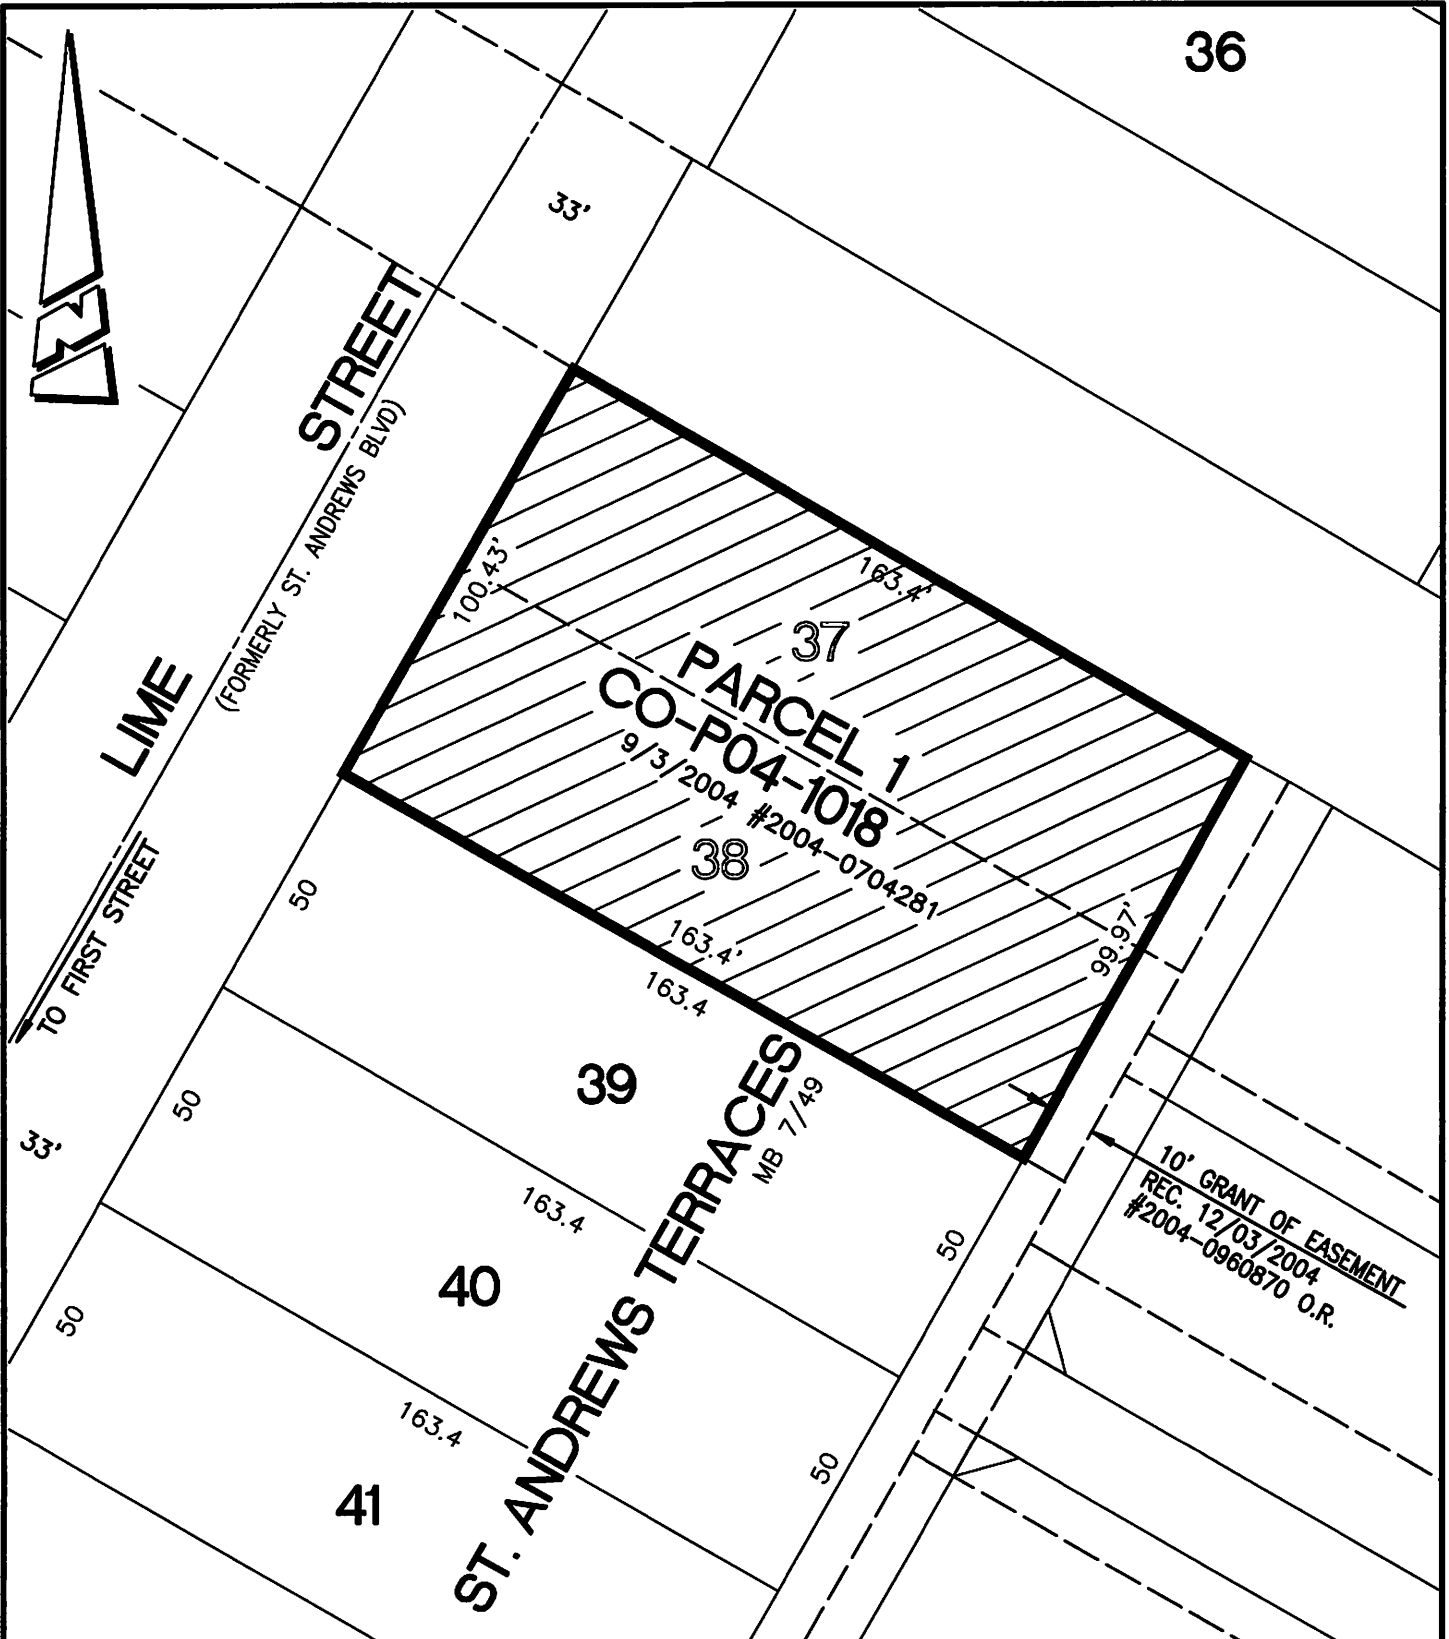 36
N
33'
LIME STREET
(FORMERLY ST. ANDREWS BLVD)
TO FIRST STREET
100.43'
163.4'
37
PARCEL 1
CO-P04-1018
9/3/2004 #2004-0704281
38
99.97'
163.4'
163.4
50
39
ST. ANDREWS TERRACES
MB 7/49
10' GRANT OF EASEMENT
REC. 12/03/2004
#2004-0960870 O.R.
50
33'
163.4
50
40
50
163.4
50
41